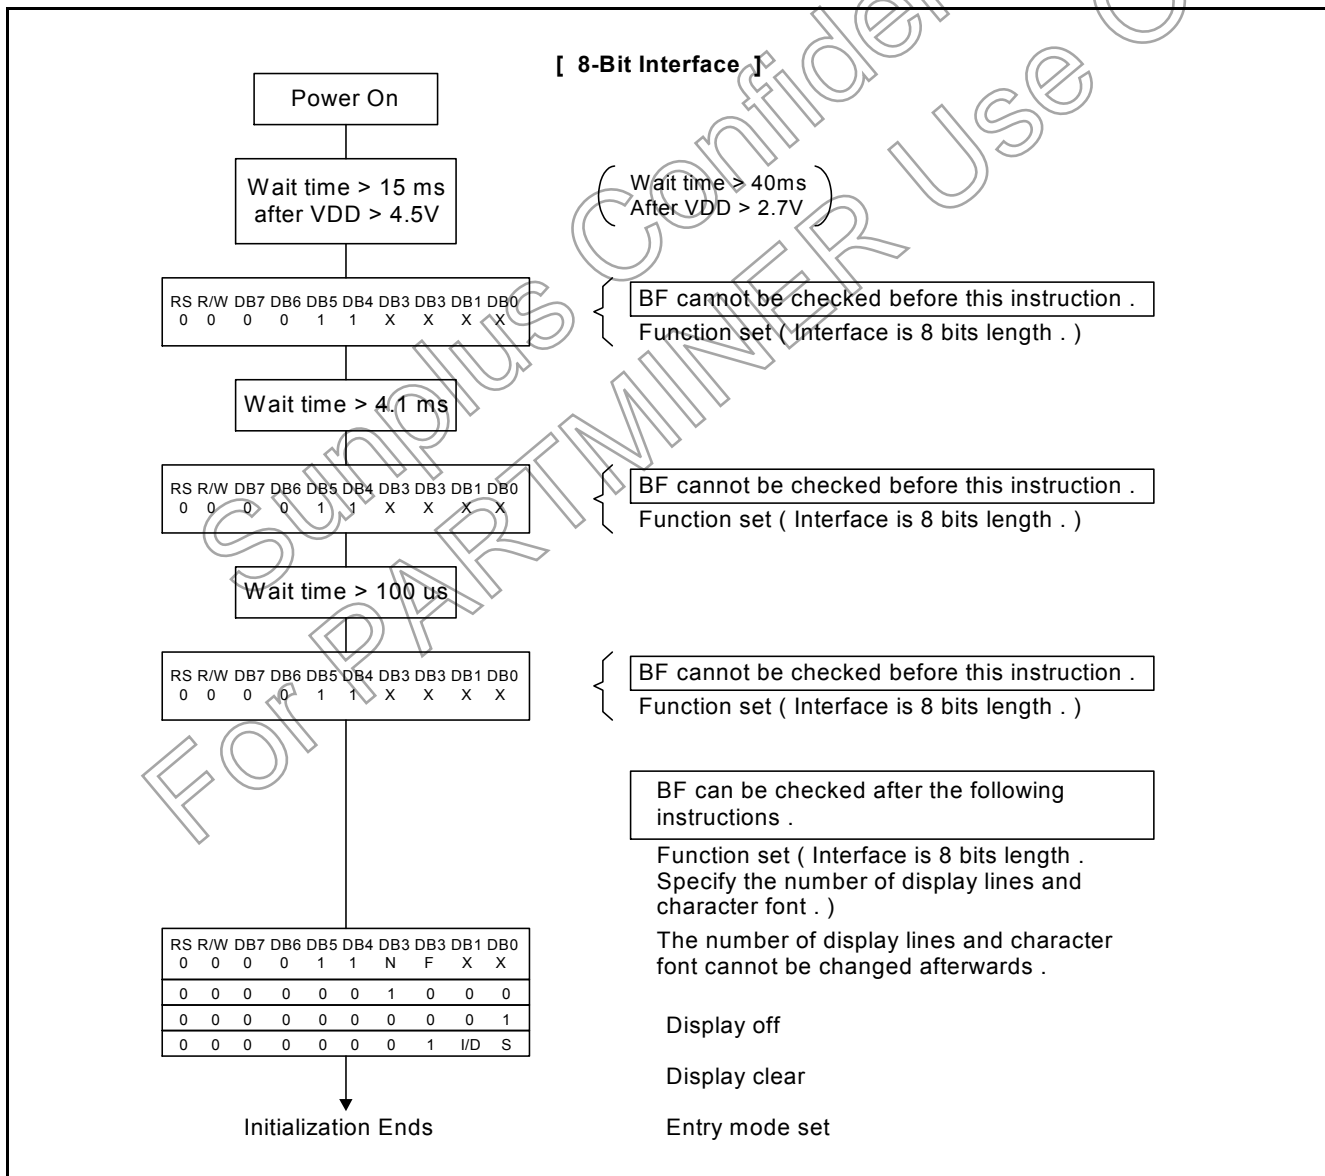 [ 8-Bit Interface ]
Power On
Wait time > 15 ms
after VDD > 4.5V
Wait time > 40ms
After VDD > 2.7V
RS R/W DB7 DB6 DB5 DB4 DB3 DB3 DB1 DB0
0 0 0 0 1 1 X X X X
BF cannot be checked before this instruction .
Function set ( Interface is 8 bits length . )
Wait time > 4.1 ms
RS R/W DB7 DB6 DB5 DB4 DB3 DB3 DB1 DB0
0 0 0 0 1 1 X X X X
BF cannot be checked before this instruction .
Function set ( Interface is 8 bits length . )
Wait time > 100 us
RS R/W DB7 DB6 DB5 DB4 DB3 DB3 DB1 DB0
0 0 0 0 1 1 X X X X
BF cannot be checked before this instruction .
Function set ( Interface is 8 bits length . )
BF can be checked after the following
instructions .
Function set ( Interface is 8 bits length .
Specify the number of display lines and
character font . )
The number of display lines and character
font cannot be changed afterwards .
RS R/W DB7 DB6 DB5 DB4 DB3 DB3 DB1 DB0
0 0 0 0 1 1 N F X X
0 0 0 0 0 0 1 0 0 0
0 0 0 0 0 0 0 0 0 1
0 0 0 0 0 0 0 1 I/D S
Display off
Display clear
Entry mode set
Initialization Ends
Sunplus Confiden
For PARTMINER Use O